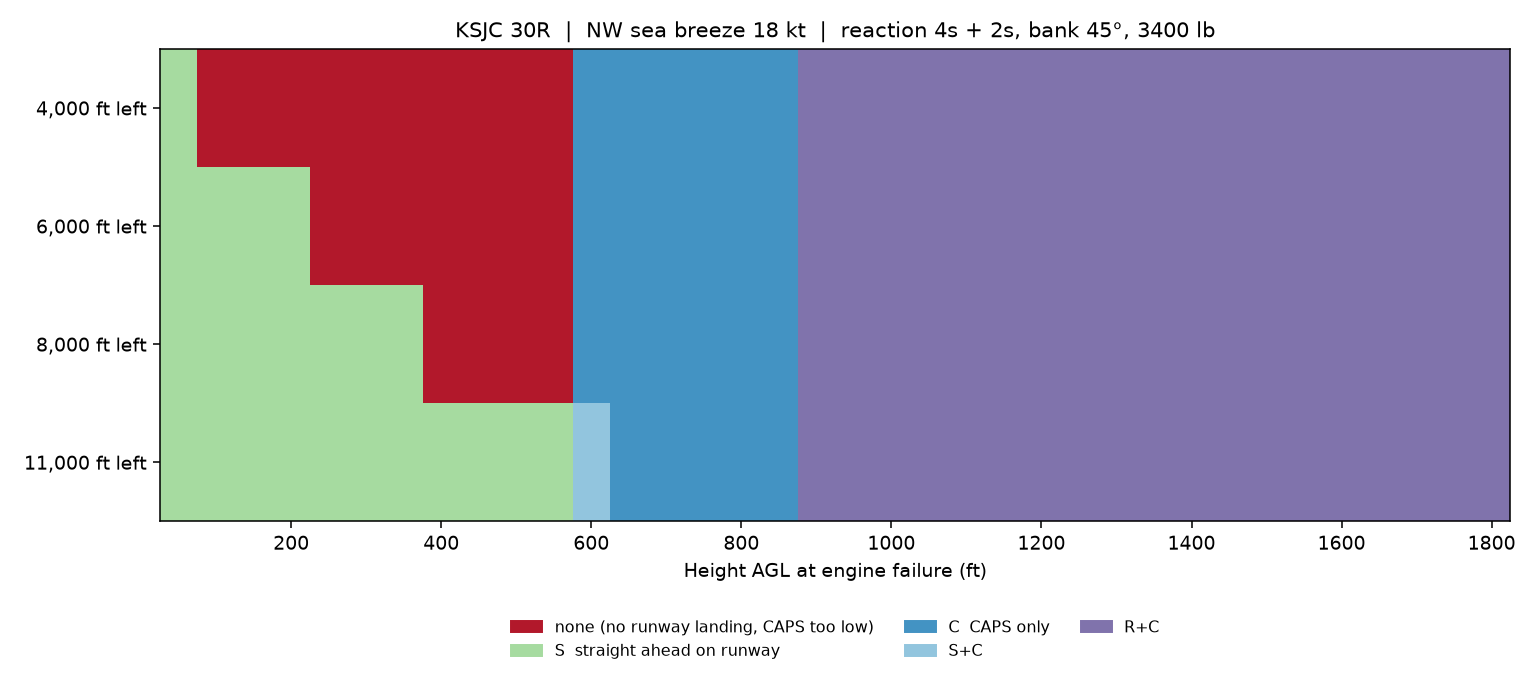 KSJC 30R  |  NW sea breeze 18 kt  |  reaction 4s + 2s, bank 45°, 3400 lb
4,000 ft left
6,000 ft left
8,000 ft left
11,000 ft left
200 400 600 800 1000 1200 1400 1600 1800
Height AGL at engine failure (ft)
none (no runway landing, CAPS too low)
S  straight ahead on runway
C  CAPS only
S+C
R+C